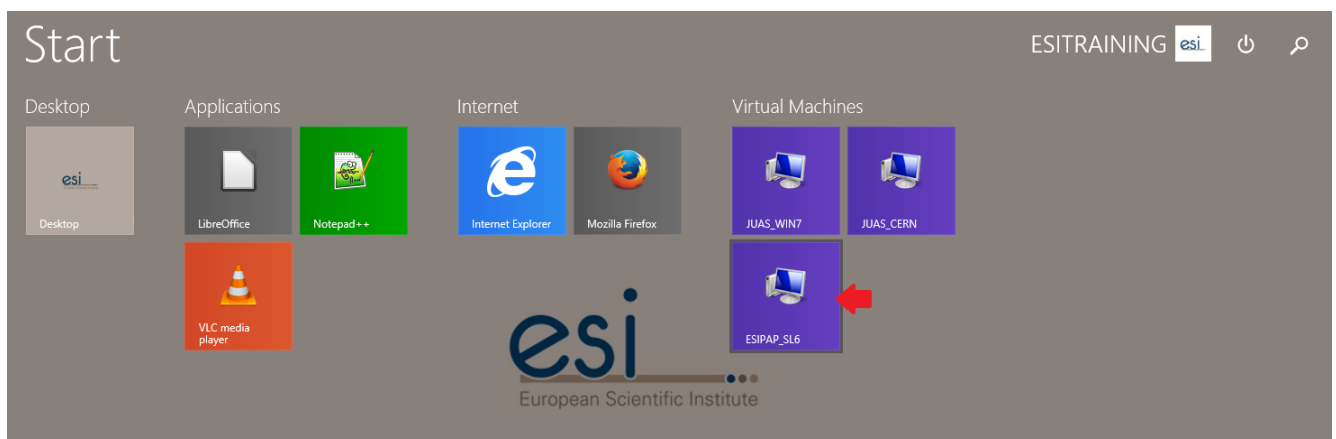 Start
ESITRAINING esi
Desktop
Applications
Internet
Virtual Machines
esi
Desktop
LibreOffice
Notepad++
Internet Explorer
Mozilla Firefox
JUAS_WIN7
JUAS_CERN
VLC media
player
ESIPAP_SL6
esi
European Scientific Institute